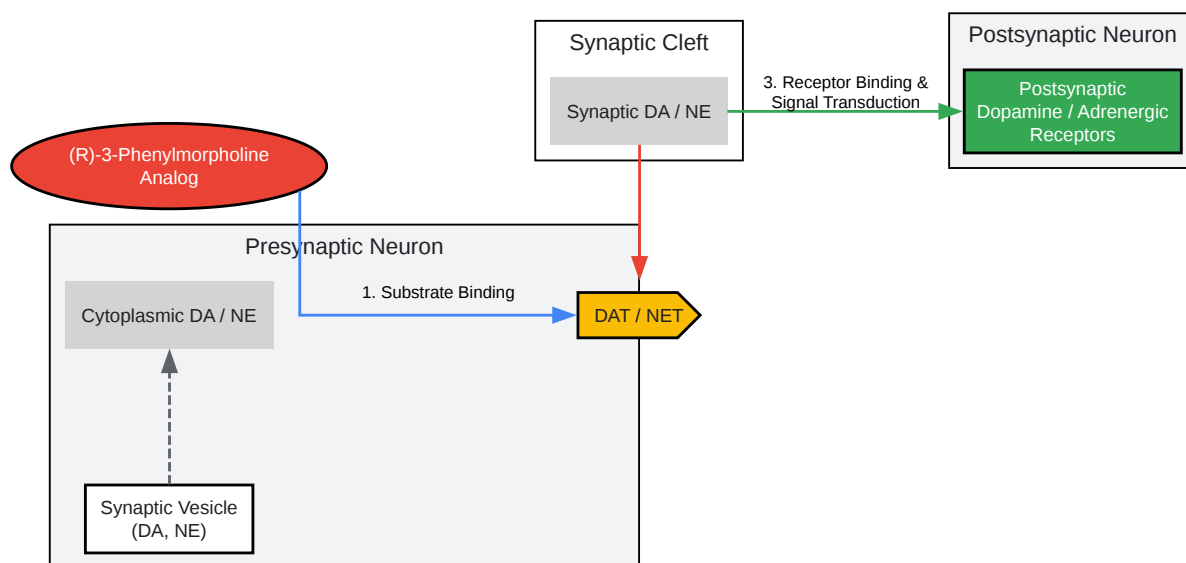 Synaptic Cleft
Postsynaptic Neuron
Synaptic DA / NE
3. Receptor Binding &
Signal Transduction
Postsynaptic
Dopamine / Adrenergic
Receptors
(R)-3-Phenylmorpholine
Analog
Presynaptic Neuron
Cytoplasmic DA / NE
1. Substrate Binding
DAT / NET
Synaptic Vesicle
(DA, NE)